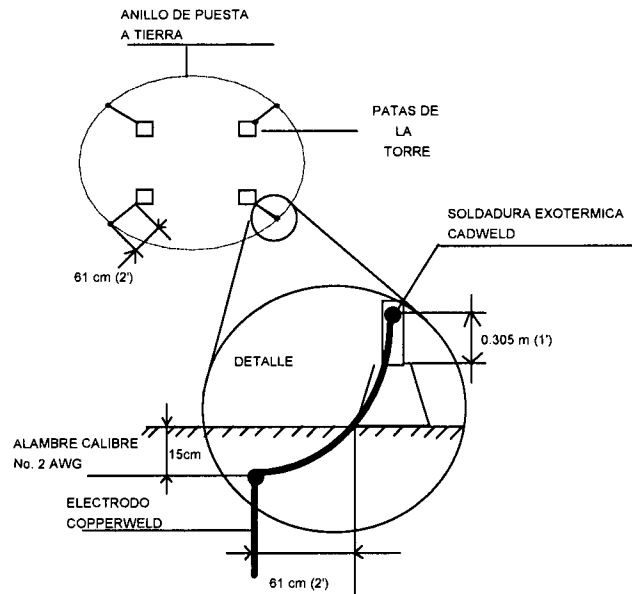 ANILLO DE PUESTA
A TIERRA
PATAS DE
LA
TORRE
SOLDADURA EXOTERMICA
CADWELD
61 cm (2')
0.305 m (1')
DETALLE
15cm
ALAMBRE CALIBRE
No. 2 AWG
ELECTRODO
COPPERWELD
61 cm (2')